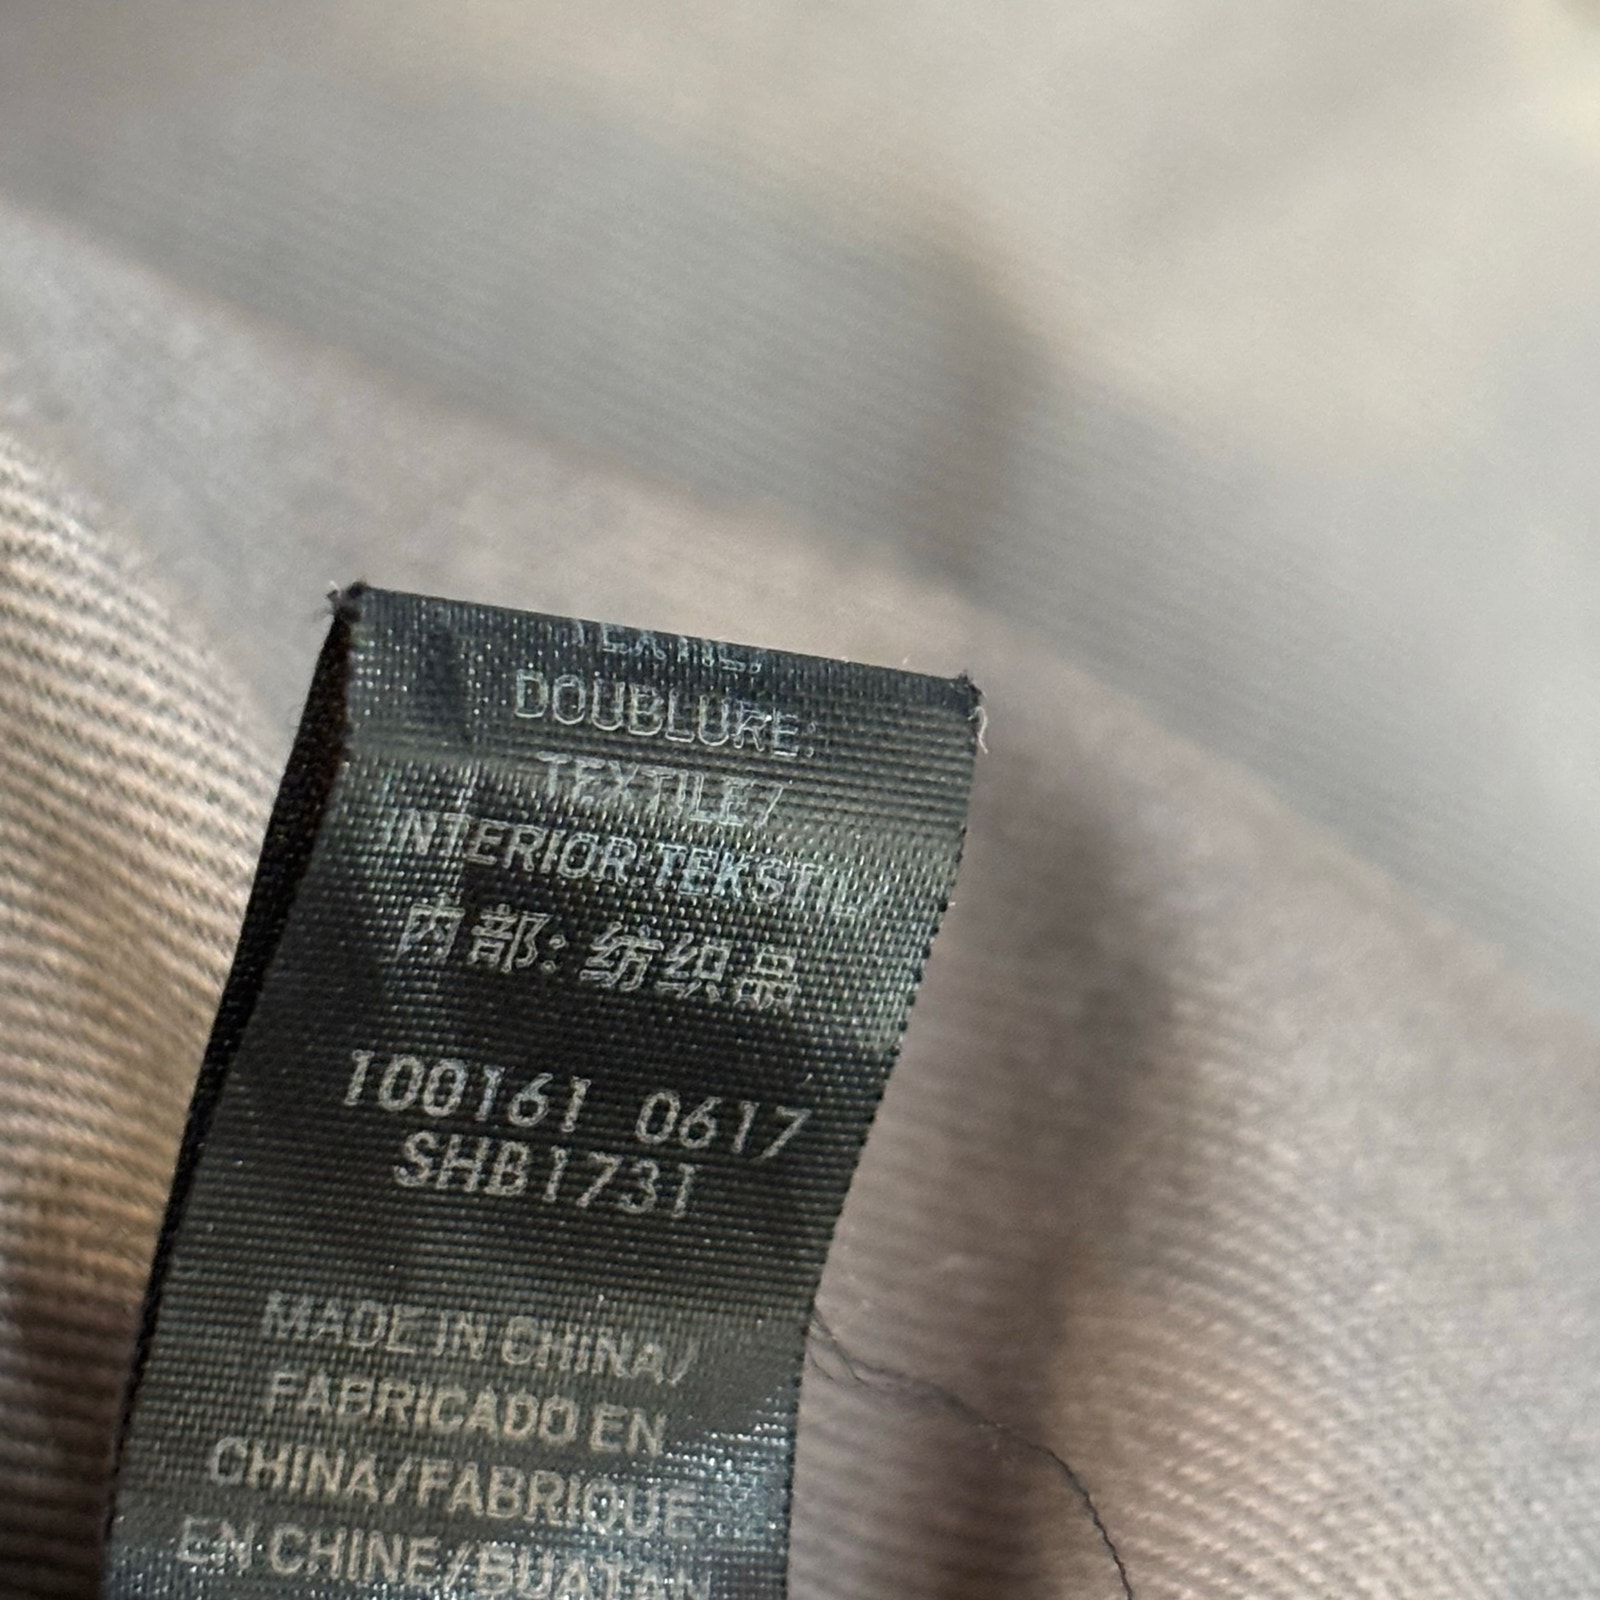 TEXTILE/
DOUBLURE:
TEXTILE/
INTERIOR:TEKSTIL
内部: 纺织品
100161 0617
SHB1731
MADE IN CHINA/
FABRICADO EN
CHINA/FABRIQUE
EN CHINE/BUATAN